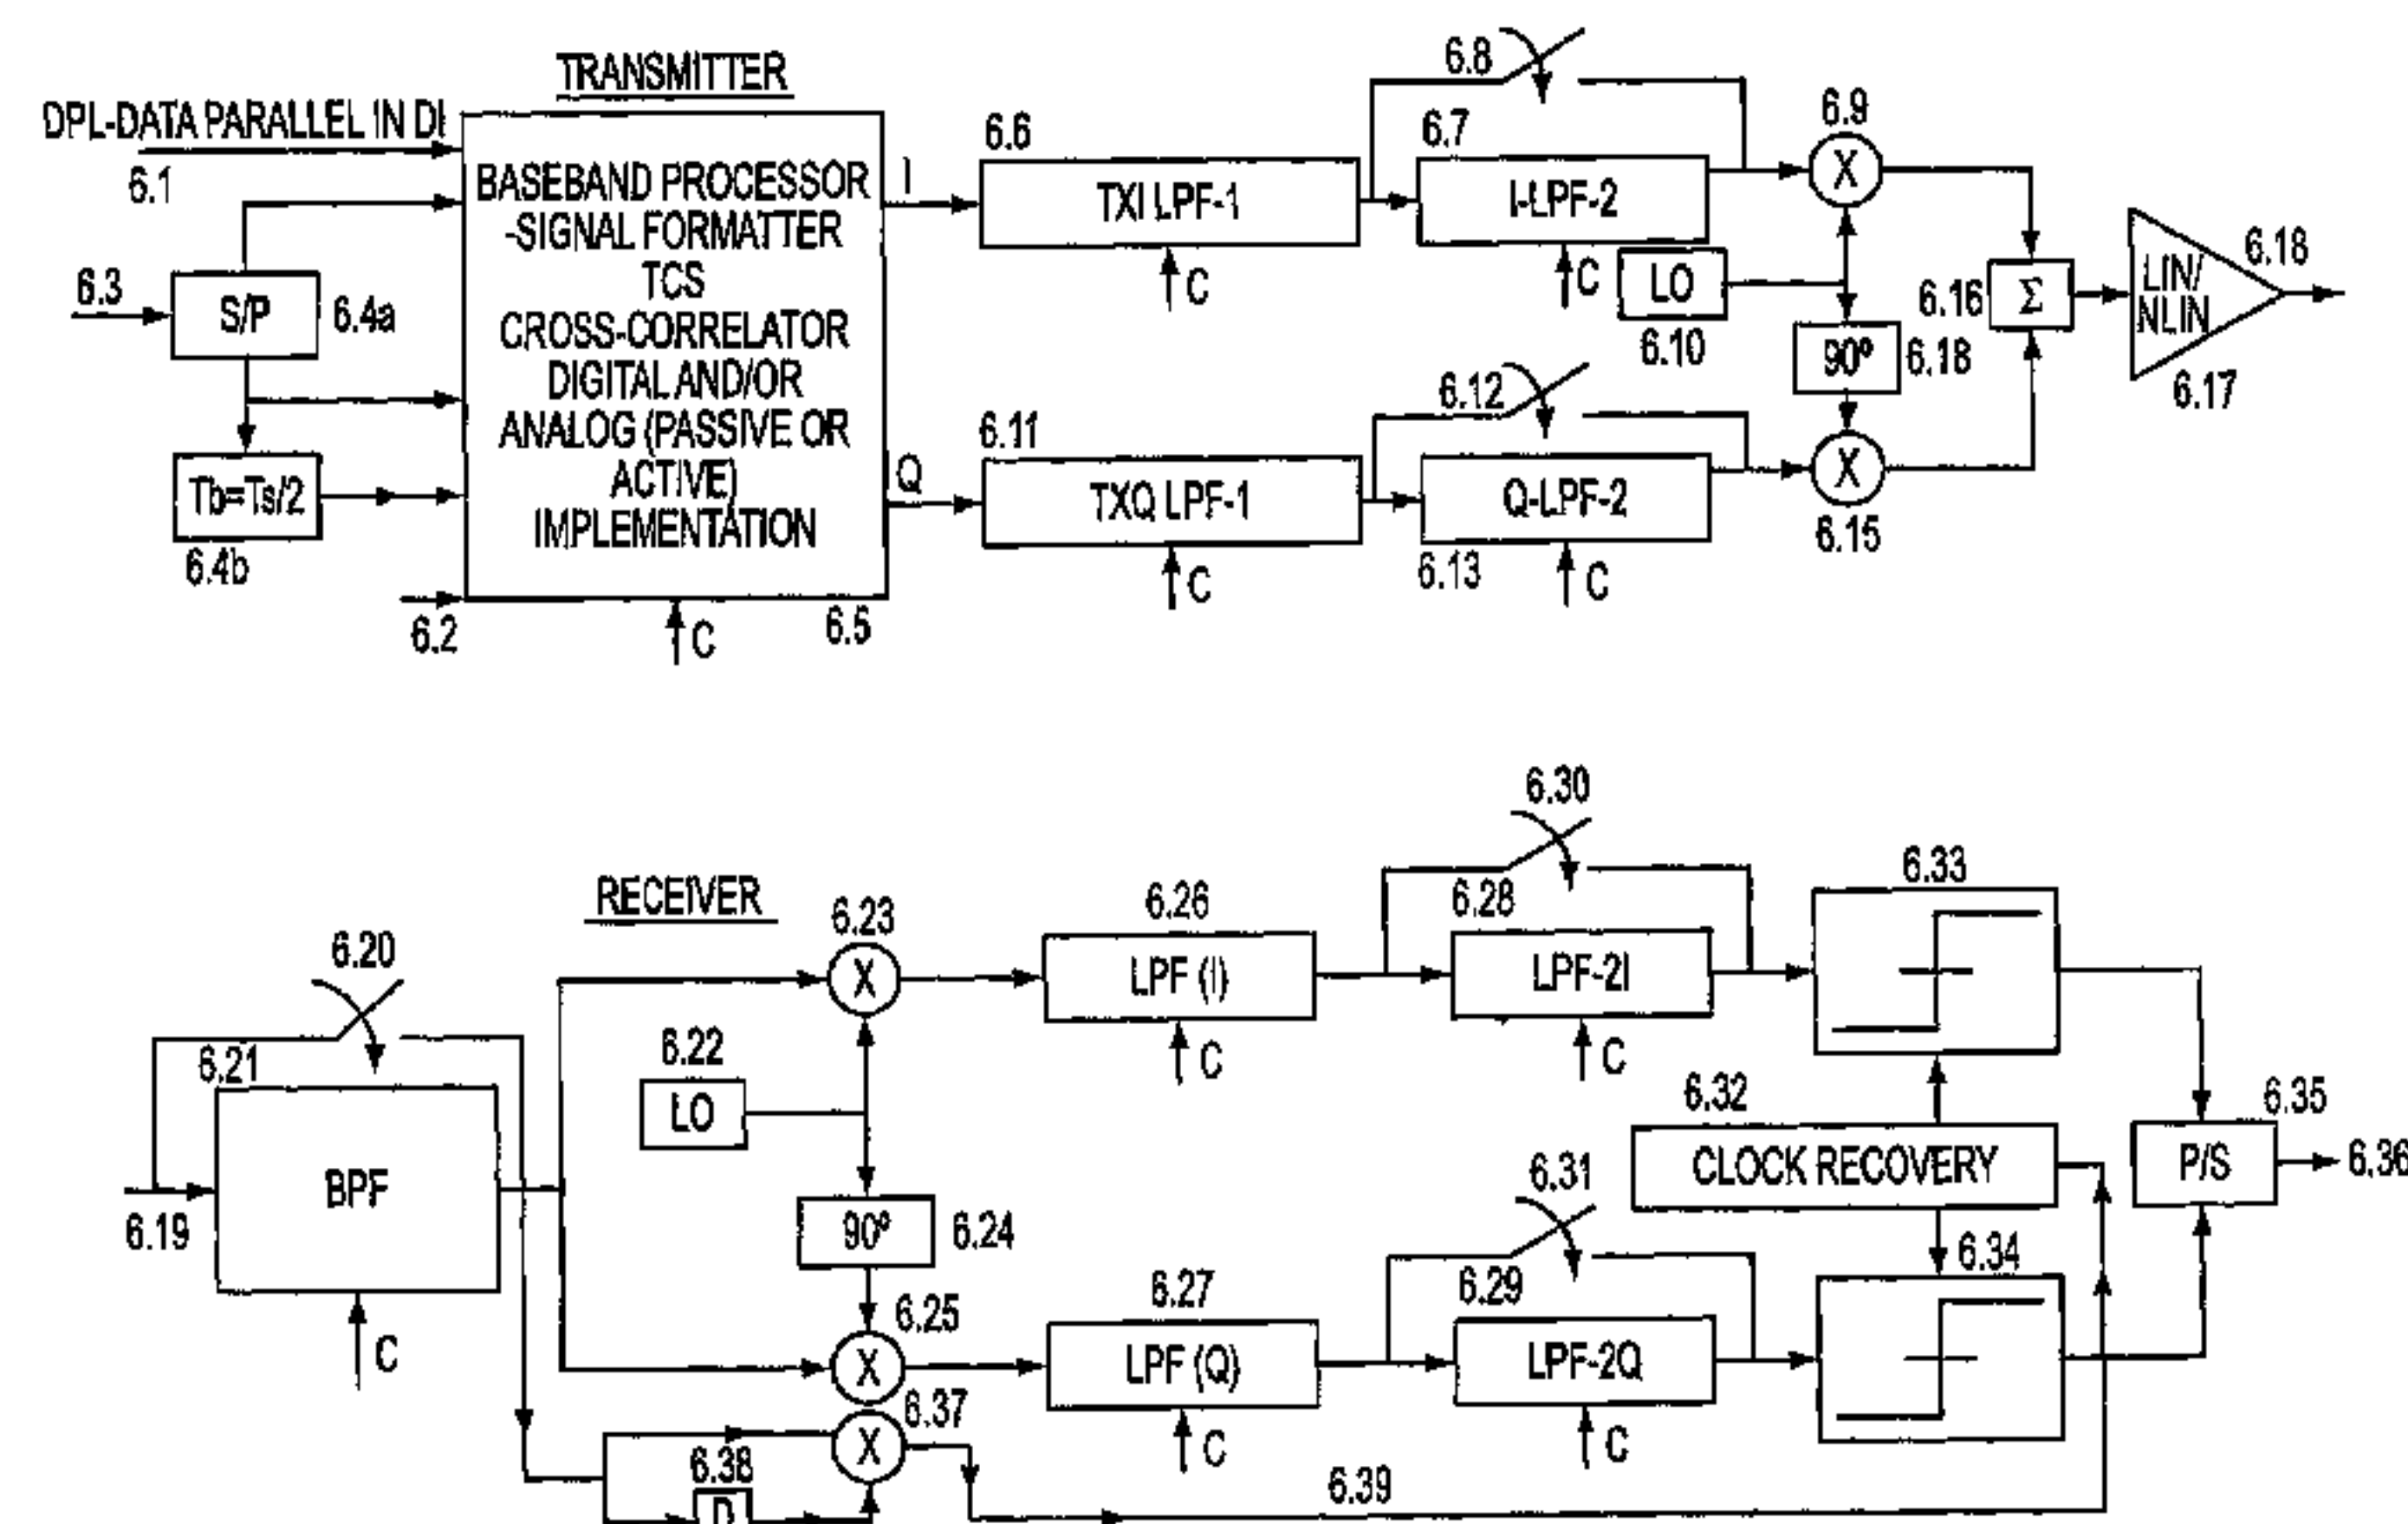 TRANSMITTER
DPL-DATA PARALLEL IN DI
6.1
6.3
S/P
6.4a
Tb=Ts/2
6.4b
6.2
BASEBAND PROCESSOR
-SIGNAL FORMATTER
TCS
CROSS-CORRELATOR
DIGITAL AND/OR
ANALOG (PASSIVE OR
ACTIVE)
IMPLEMENTATION
C
6.5
I
Q
6.6
TXI LPF-1
C
6.8
6.7
I-LPF-2
C
6.9
X
LO
6.10
90º
6.18
6.11
TXQ LPF-1
C
6.12
Q-LPF-2
6.13
C
X
6.15
6.16
Σ
LIN/
NLIN
6.18
6.17
RECEIVER
6.20
6.21
BPF
6.19
C
6.23
X
6.22
LO
90º
6.24
6.25
X
6.37
X
6.38
D
6.26
LPF (I)
C
6.30
6.28
LPF-2I
C
6.33
6.32
CLOCK RECOVERY
6.27
LPF (Q)
C
6.31
6.29
LPF-2Q
C
6.34
6.35
P/S
6.36
6.39